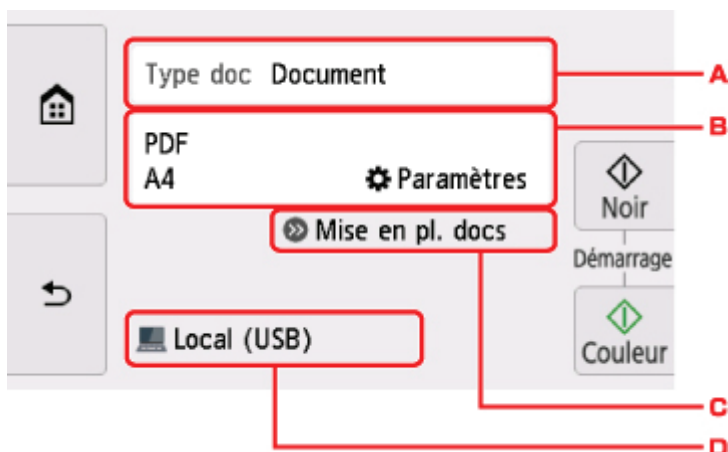 Type doc Document
A
B
PDF
A4
Paramètres
Noir
Mise en pl. docs
Démarrage
Local (USB)
Couleur
C
D